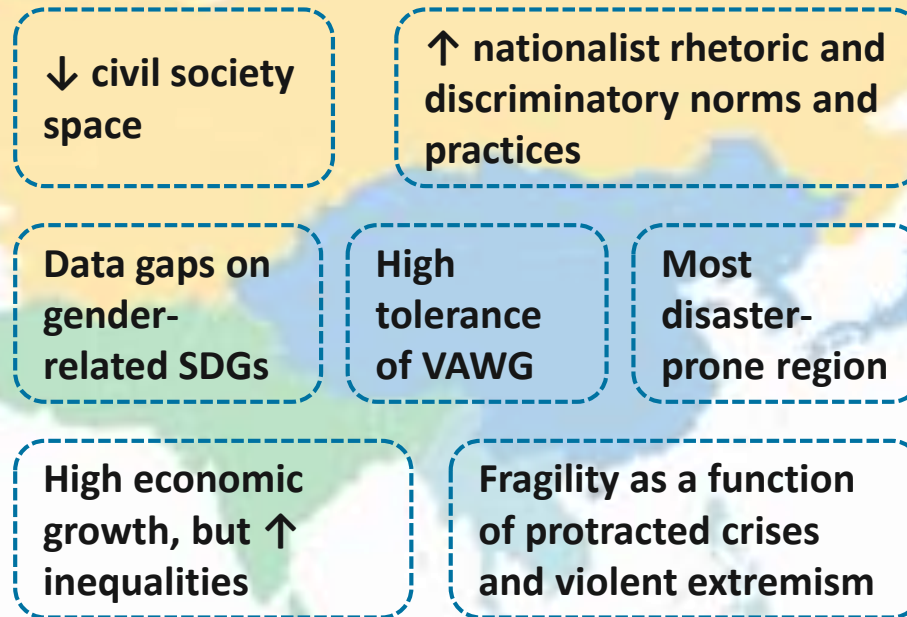 ↓ civil society
space
↑ nationalist rhetoric and
discriminatory norms and
practices
Data gaps on
gender-
related SDGs
High
tolerance
of VAWG
Most
disaster-
prone region
High economic
growth, but ↑
inequalities
Fragility as a function
of protracted crises
and violent extremism